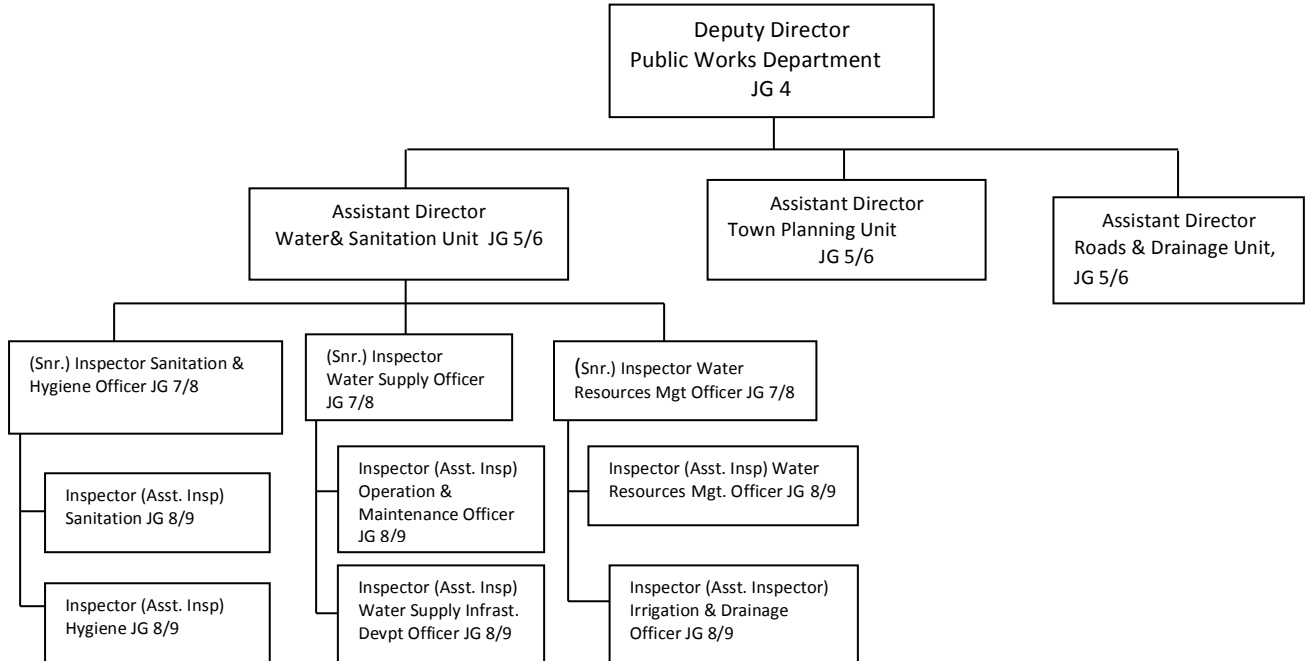 Deputy Director
Public Works Department
JG 4
Assistant Director
Water& Sanitation Unit JG 5/6
Assistant Director
Town Planning Unit
JG 5/6
Assistant Director
Roads & Drainage Unit,
JG 5/6
(Snr.) Inspector Sanitation &
Hygiene Officer JG 7/8
(Snr.) Inspector
Water Supply Officer
JG 7/8
(Snr.) Inspector Water
Resources Mgt Officer JG 7/8
Inspector (Asst. Insp)
Sanitation JG 8/9
Inspector (Asst. Insp)
Operation &
Maintenance Officer
JG 8/9
Inspector (Asst. Insp) Water
Resources Mgt. Officer JG 8/9
Inspector (Asst. Insp)
Hygiene JG 8/9
Inspector (Asst. Insp)
Water Supply Infrast.
Devpt Officer JG 8/9
Inspector (Asst. Inspector)
Irrigation & Drainage
Officer JG 8/9